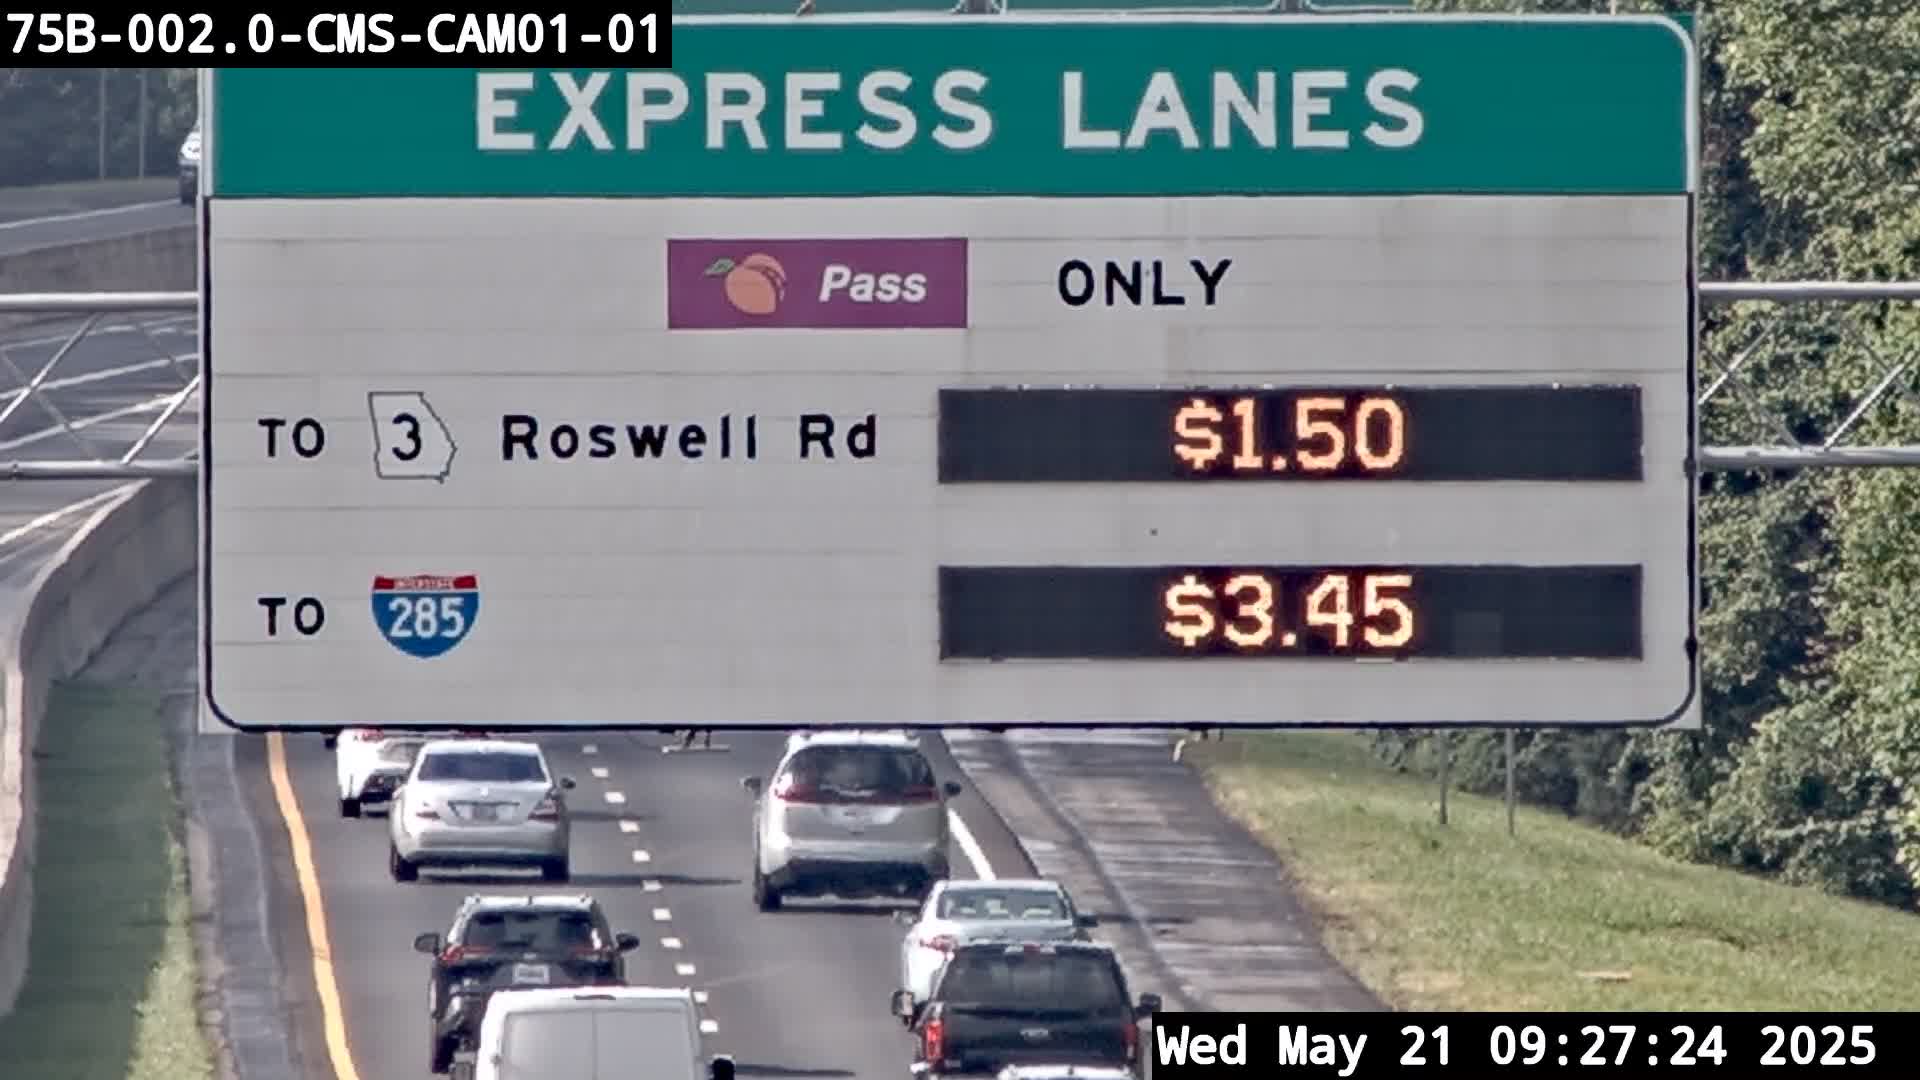 75B-002.0-CMS-CAM01-01
EXPRESS LANES
Pass ONLY
TO 3 Roswell Rd $1.50
TO INTERSTATE 285 $3.45
Wed May 21 09:27:24 2025